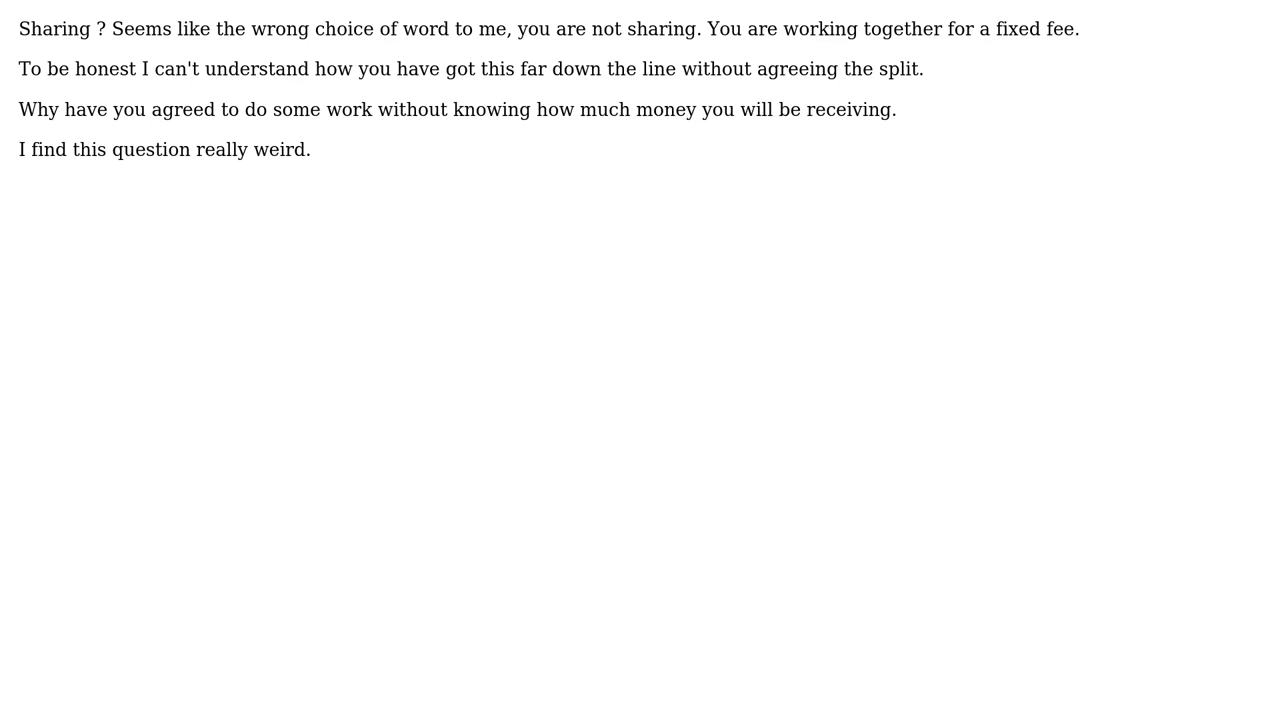 Sharing ? Seems like the wrong choice of word to me, you are not sharing. You are working together for a fixed fee.
To be honest I can't understand how you have got this far down the line without agreeing the split.
Why have you agreed to do some work without knowing how much money you will be receiving.
I find this question really weird.